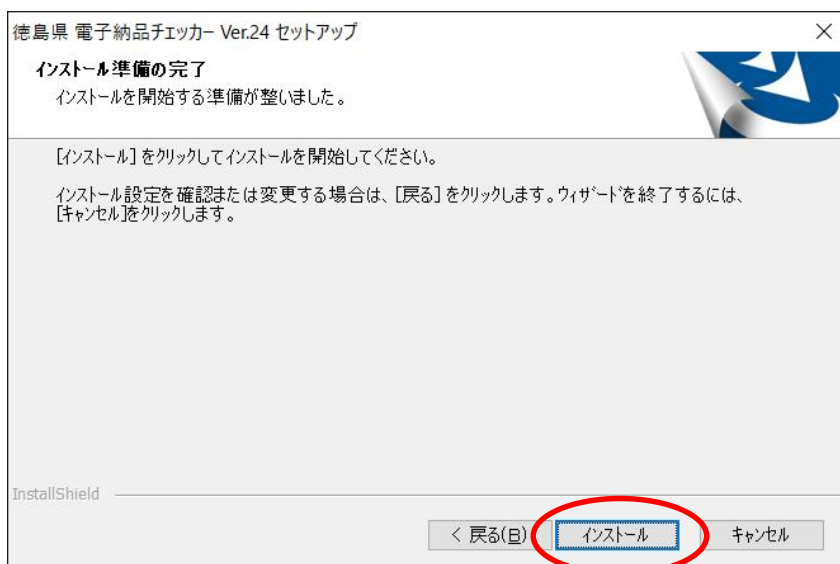 徳島県 電子納品チェッカー Ver.24 セットアップ
インストール準備の完了
インストールを開始する準備が整いました。
[インストール] をクリックしてインストールを開始してください。
インストール設定を確認または変更する場合は、[戻る] をクリックします。ウィザードを終了するには、
[キャンセル]をクリックします。
InstallShield
< 戻る(B)
インストール
キャンセル